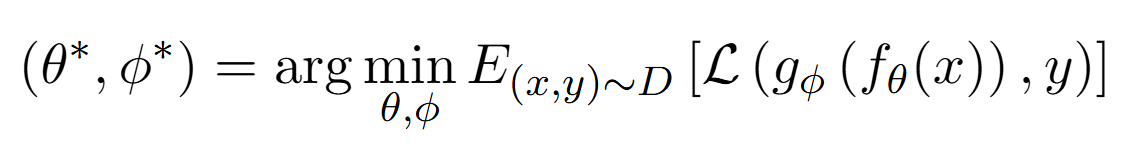 (θ*, ϕ*) = arg min_{θ,ϕ} E_{(x,y)∼D} [ℒ (g_ϕ (f_θ(x)) , y)]